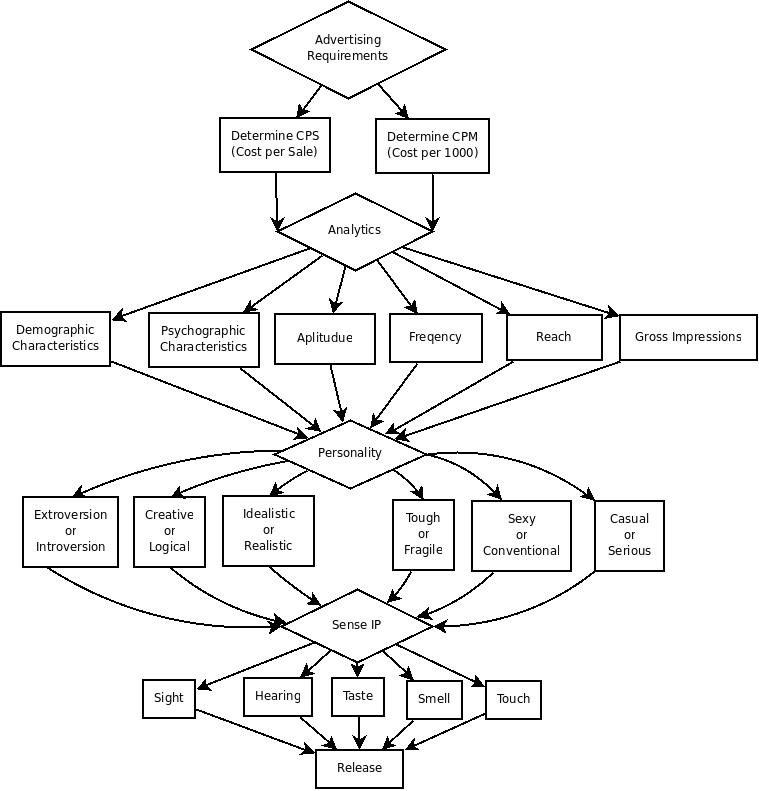 Advertising
Requirements
Determine CPS
(Cost per Sale)
Determine CPM
(Cost per 1000)
Analytics
Demographic
Characteristics
Psychographic
Characteristics
Aplitudue
Freqency
Reach
Gross Impressions
Personality
Extroversion
or
Introversion
Creative
or
Logical
Idealistic
or
Realistic
Tough
or
Fragile
Sexy
or
Conventional
Casual
or
Serious
Sense IP
Sight
Hearing
Taste
Smell
Touch
Release